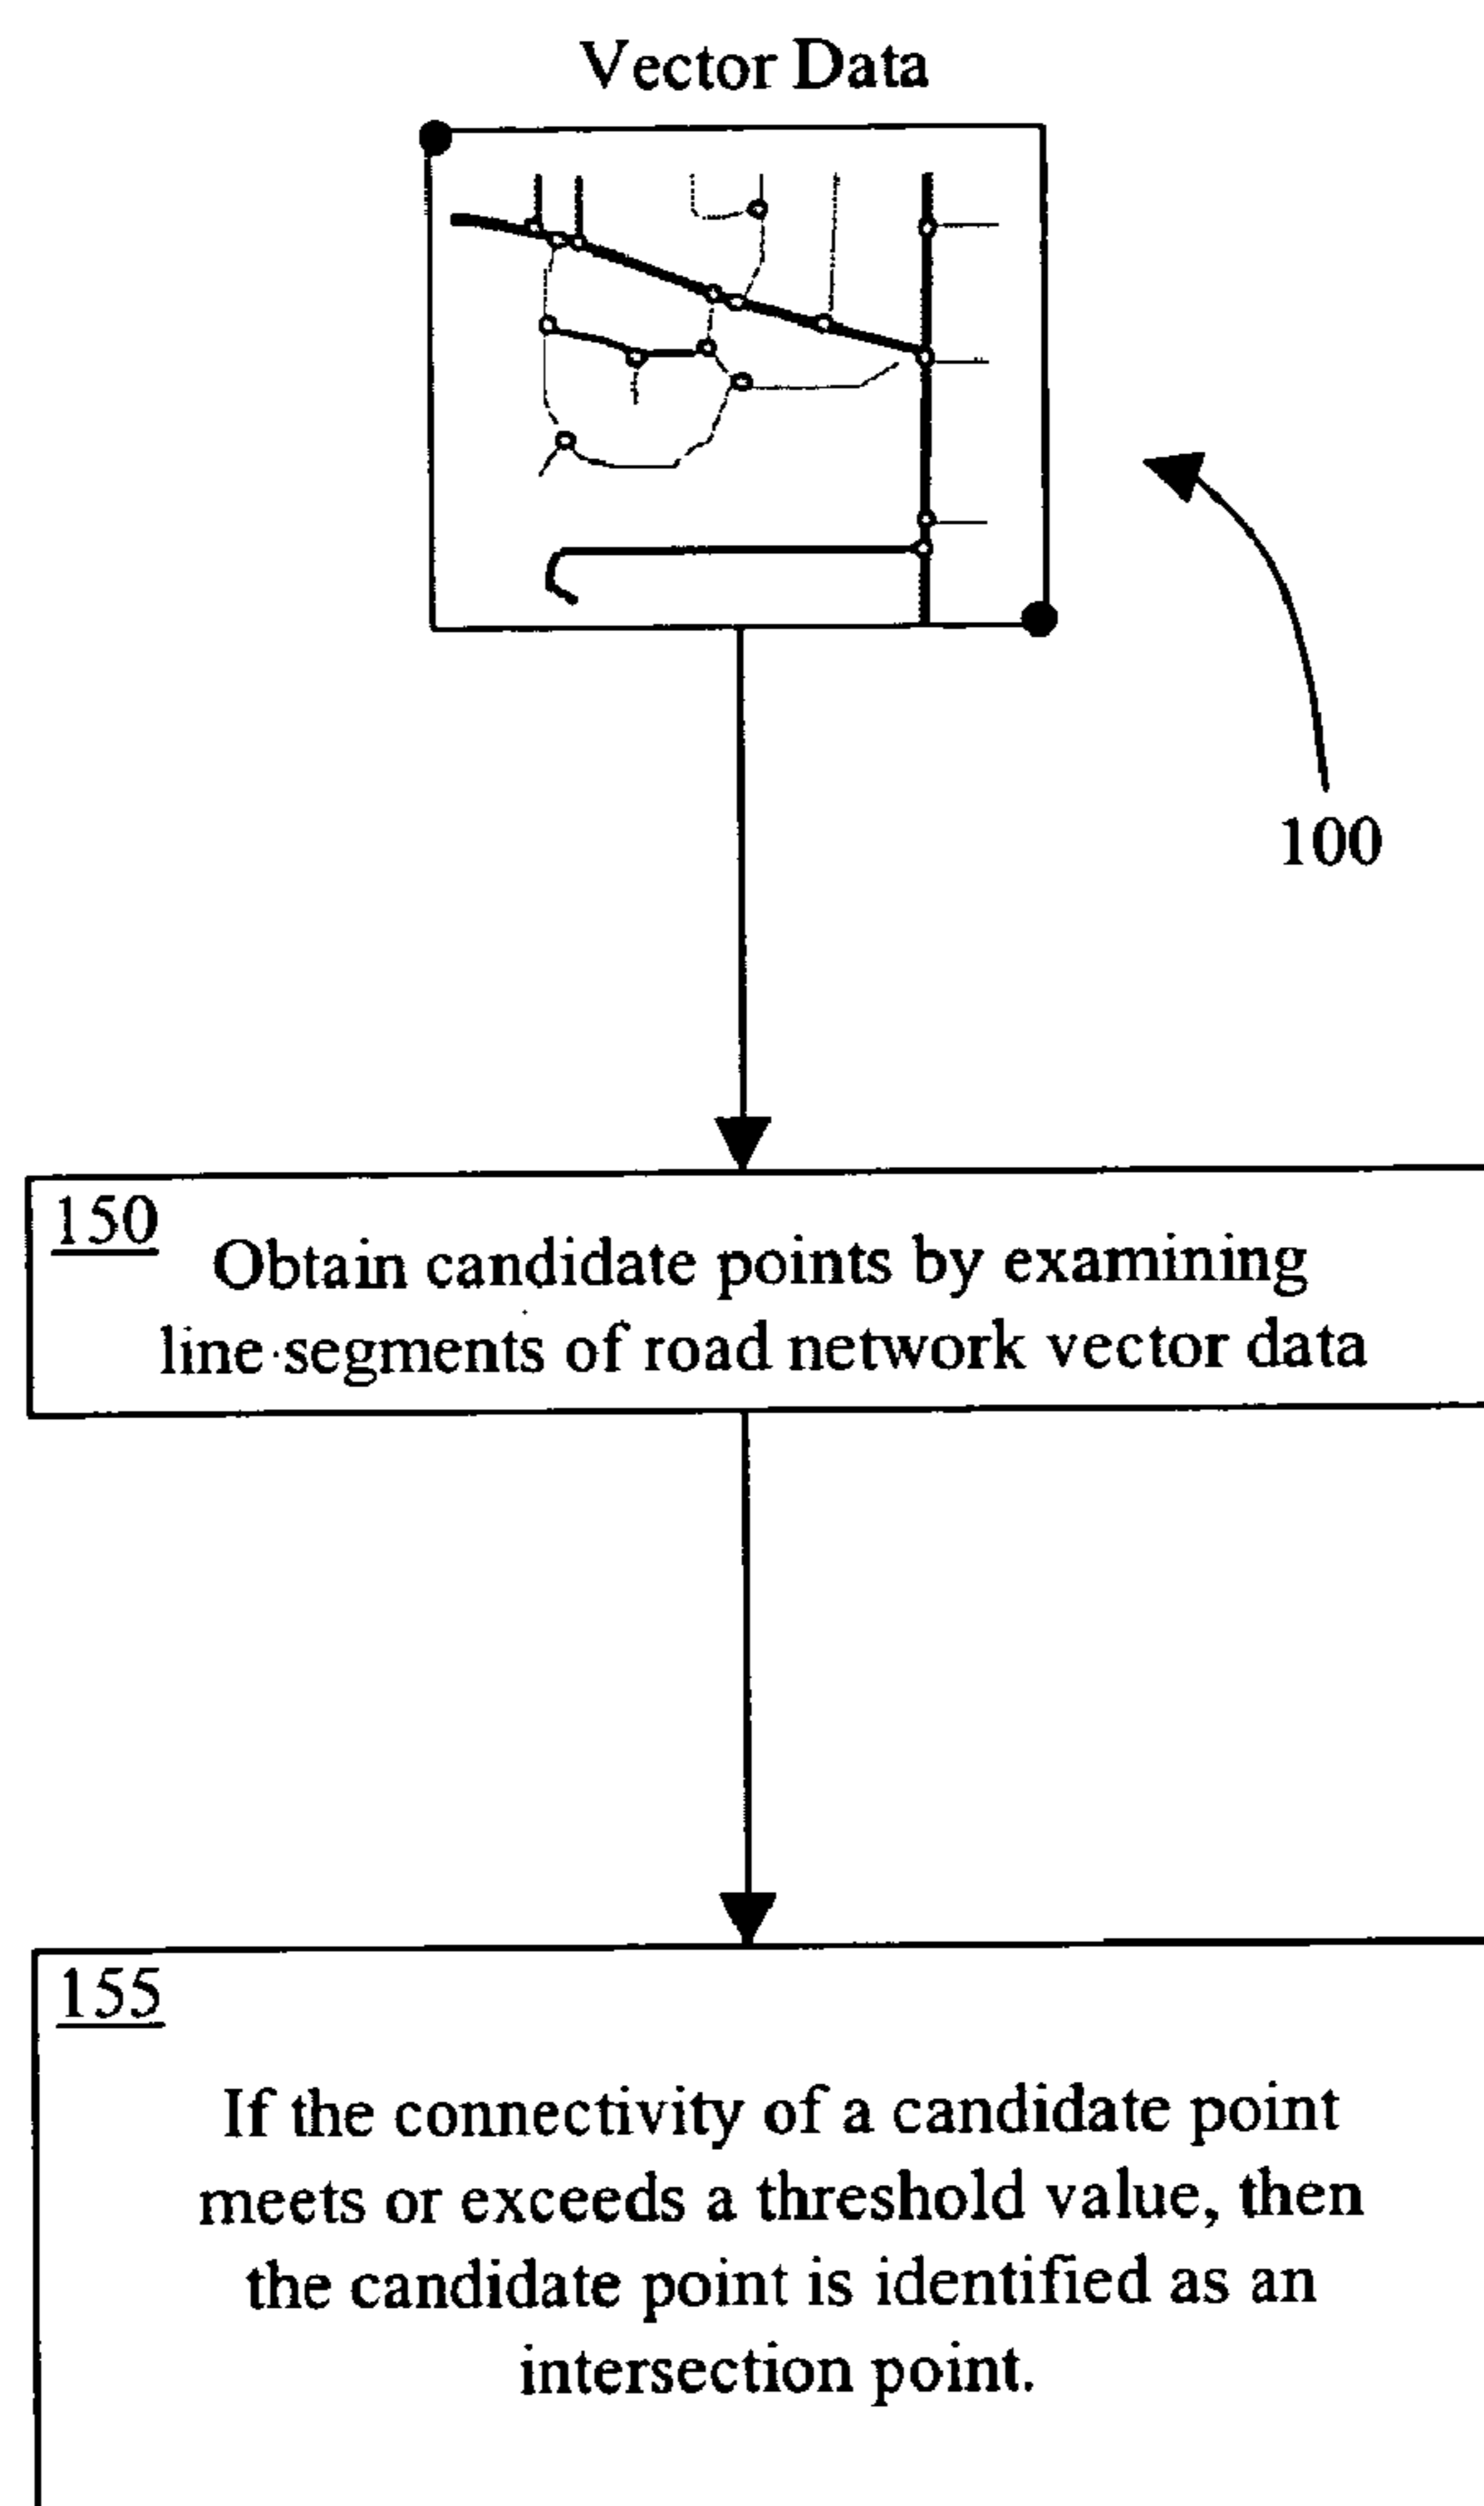 Vector Data
100
150
Obtain candidate points by examining
line segments of road network vector data
155
If the connectivity of a candidate point
meets or exceeds a threshold value, then
the candidate point is identified as an
intersection point.